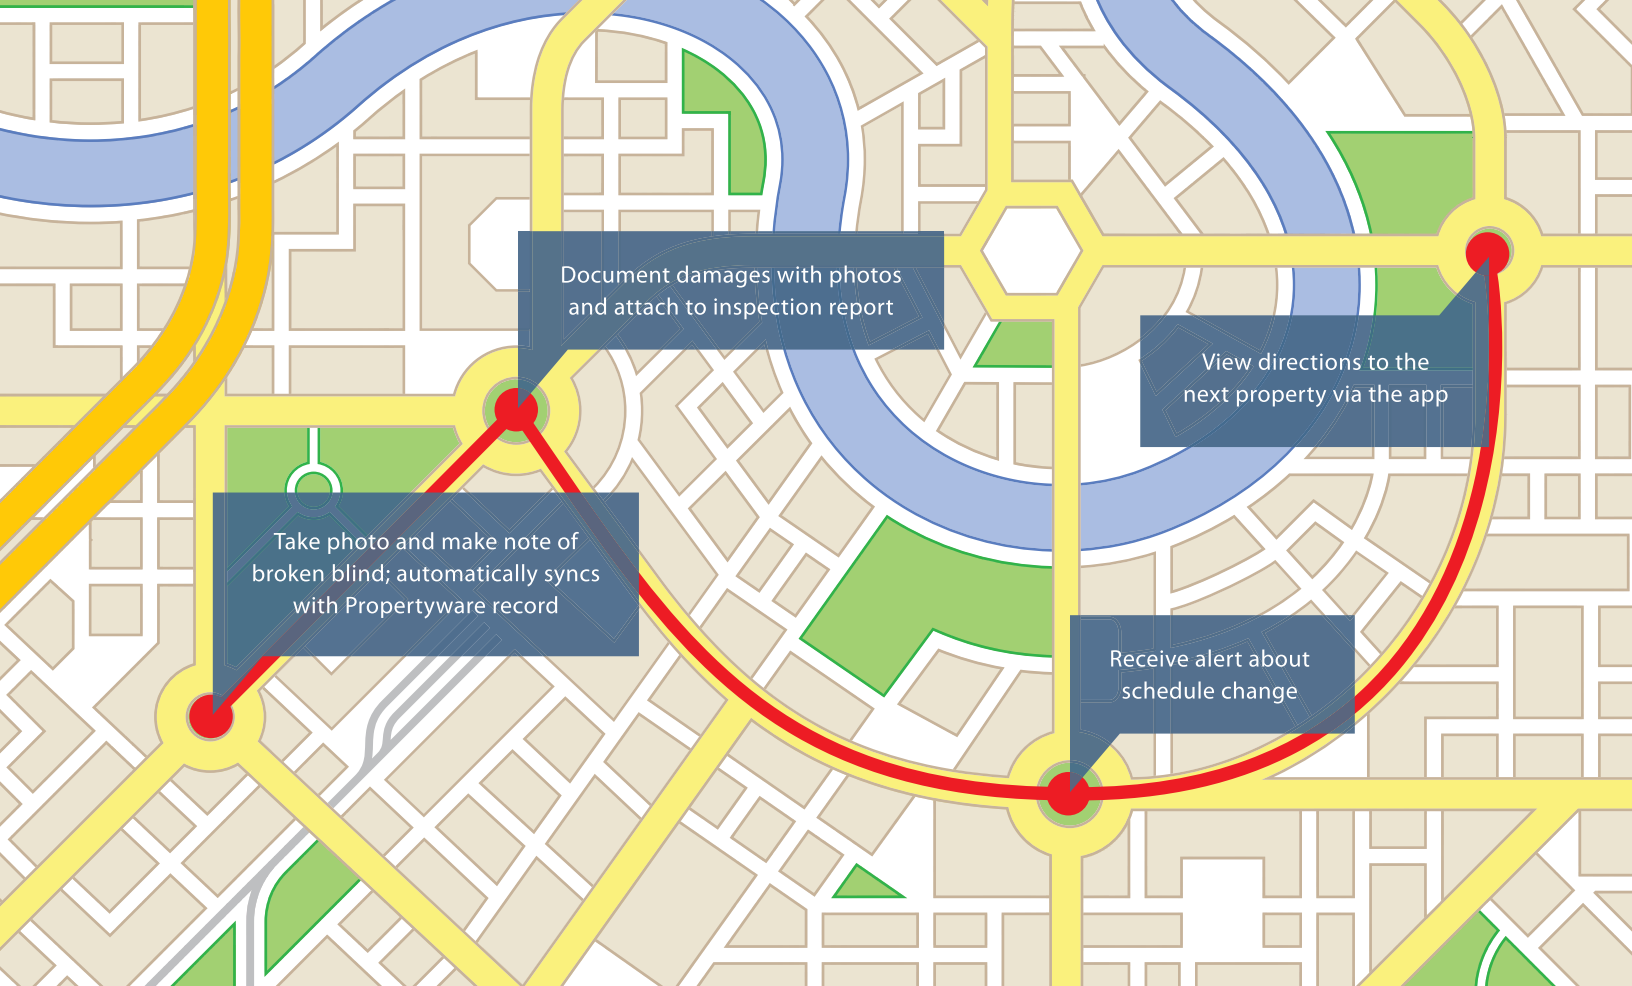 Document damages with photos
and attach to inspection report
View directions to the
next property via the app
Take photo and make note of
broken blind; automatically syncs
with Propertyware record
Receive alert about
schedule change